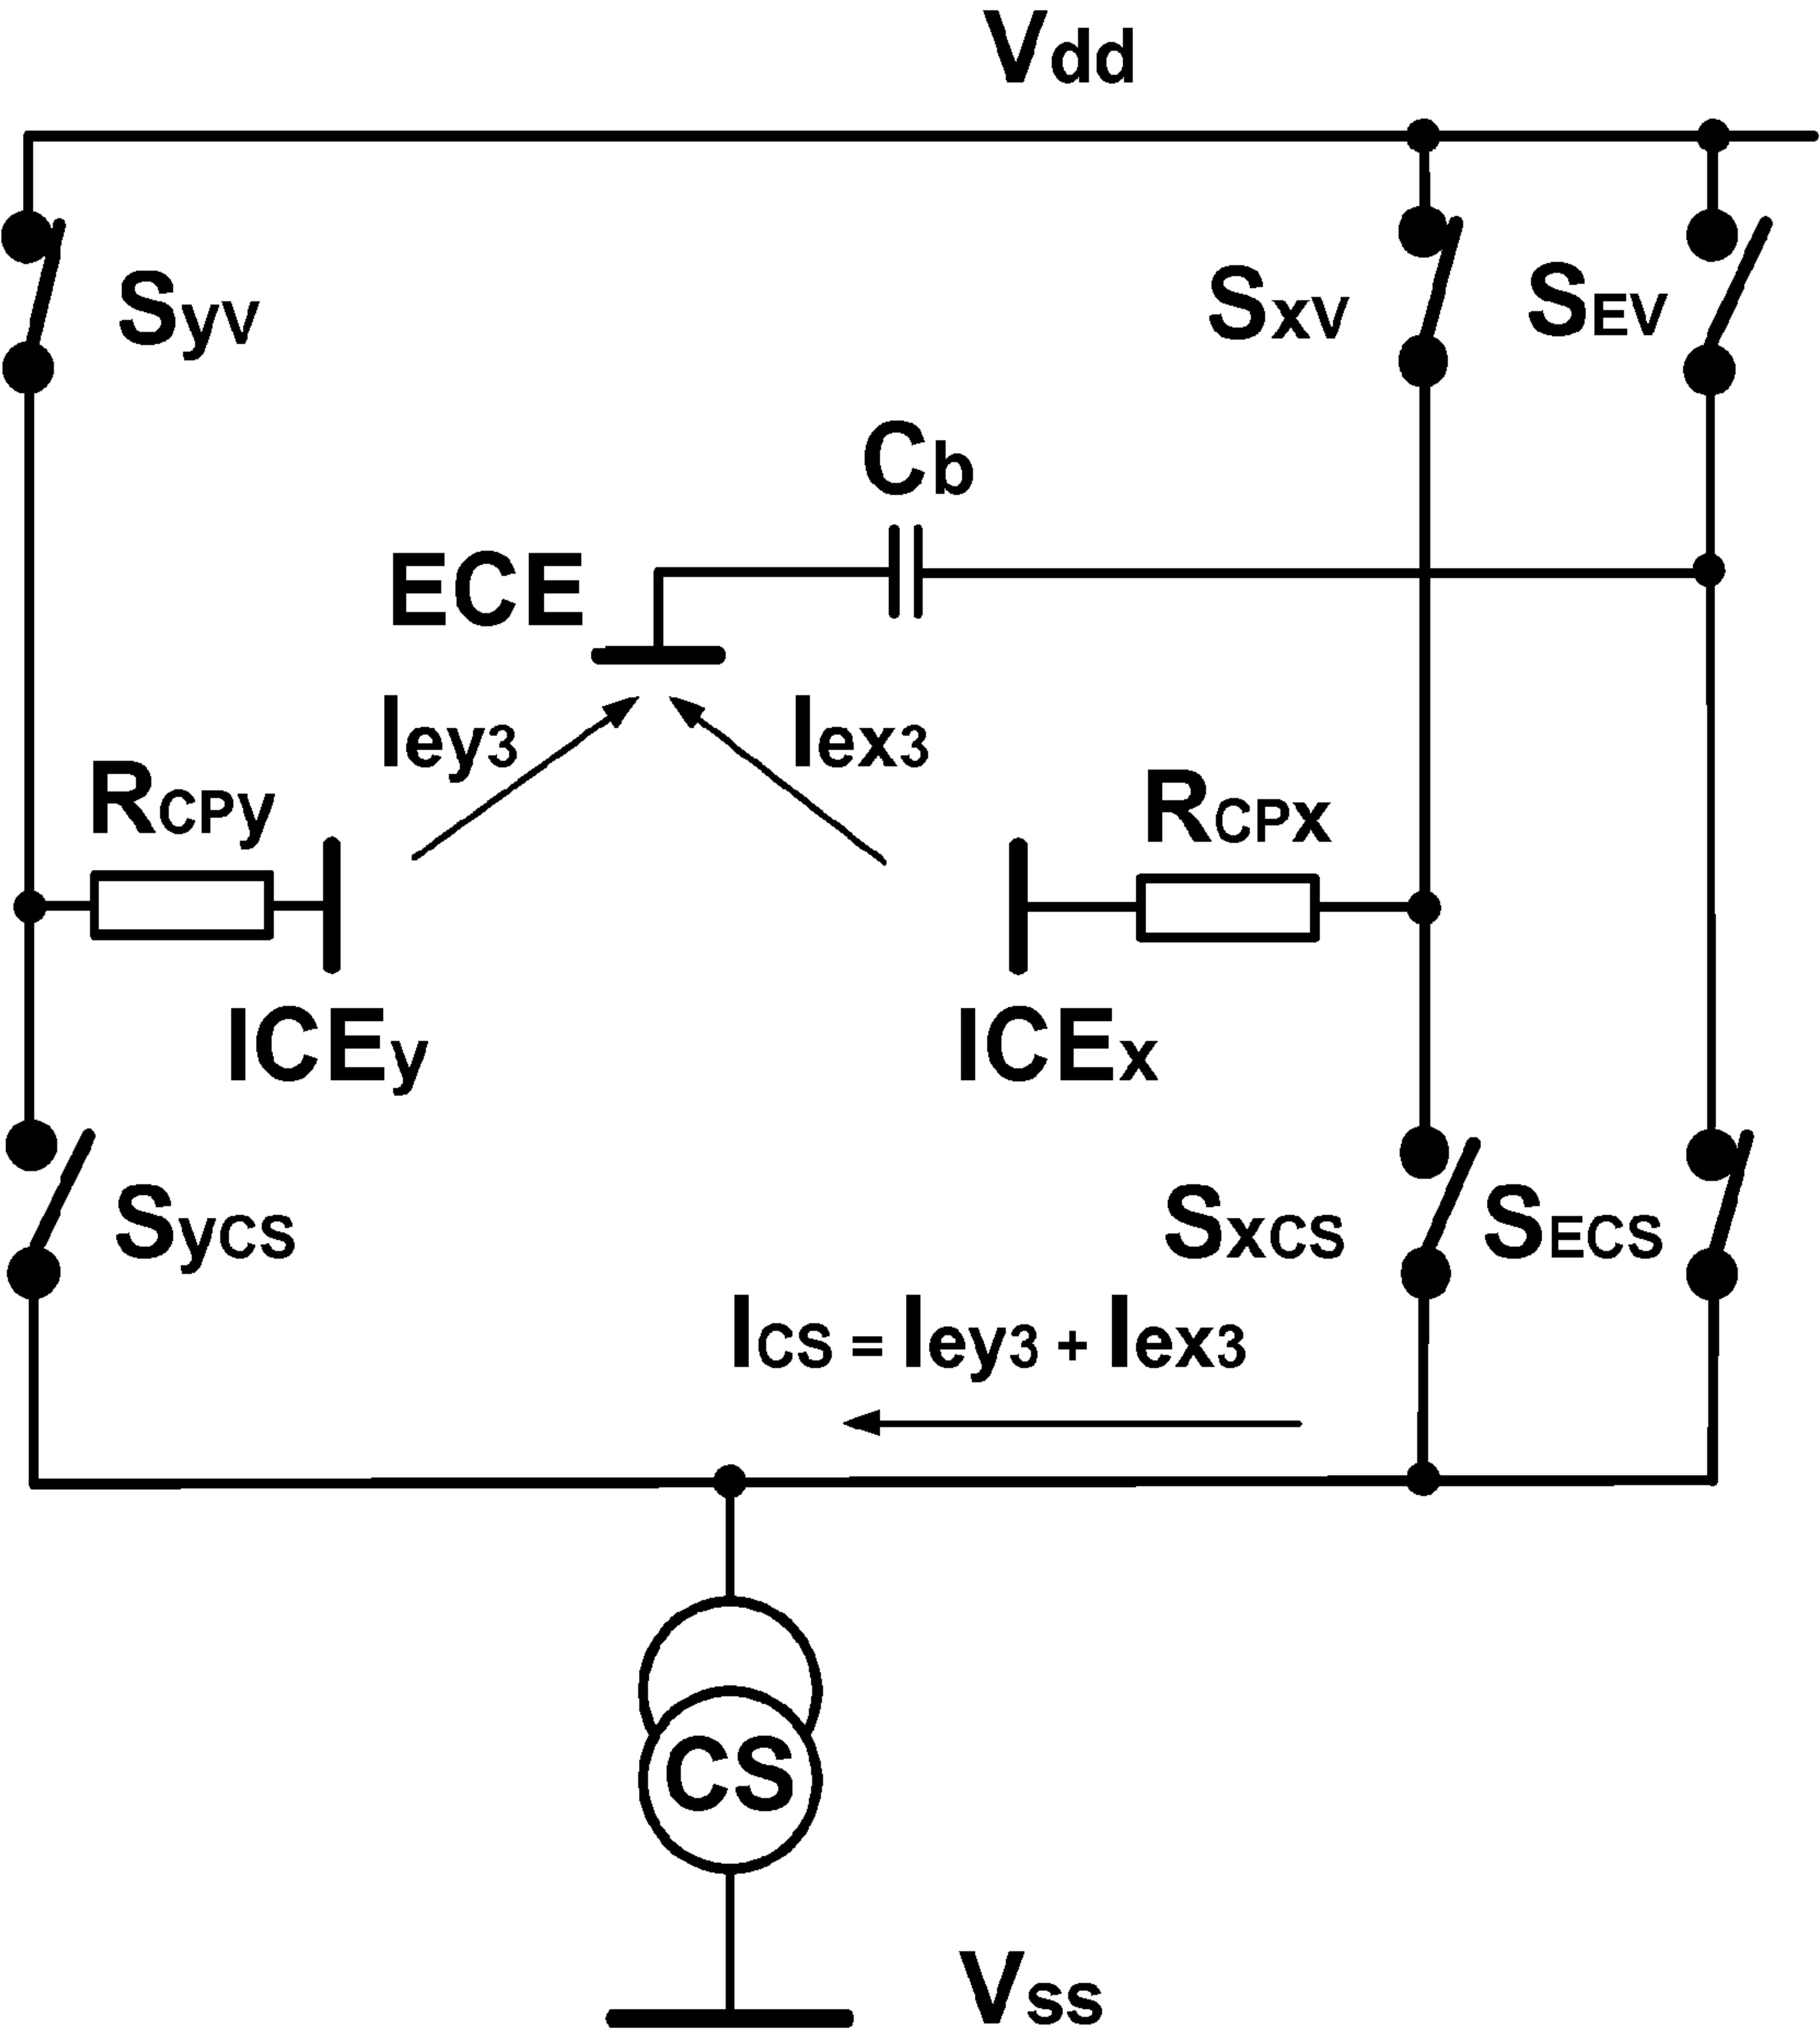 Vdd
SyV
SxV
SEV
Cb
ECE
Iey3
Iex3
RCPy
RCPx
ICEy
ICEx
SyCS
SxCS
SECS
ICS = Iey3 + Iex3
CS
Vss